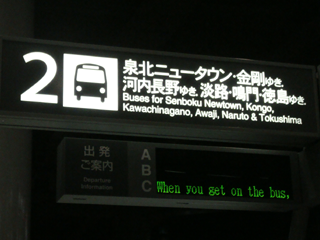 2
泉北ニュータウン・金剛ゆき,
河内長野ゆき, 淡路・鳴門・徳島ゆき.
Buses for Senboku Newtown, Kongo,
Kawachinagano, Awaji, Naruto & Tokushima
出発
ご案内
Departure
Information
A
B
C
When you get on the bus,